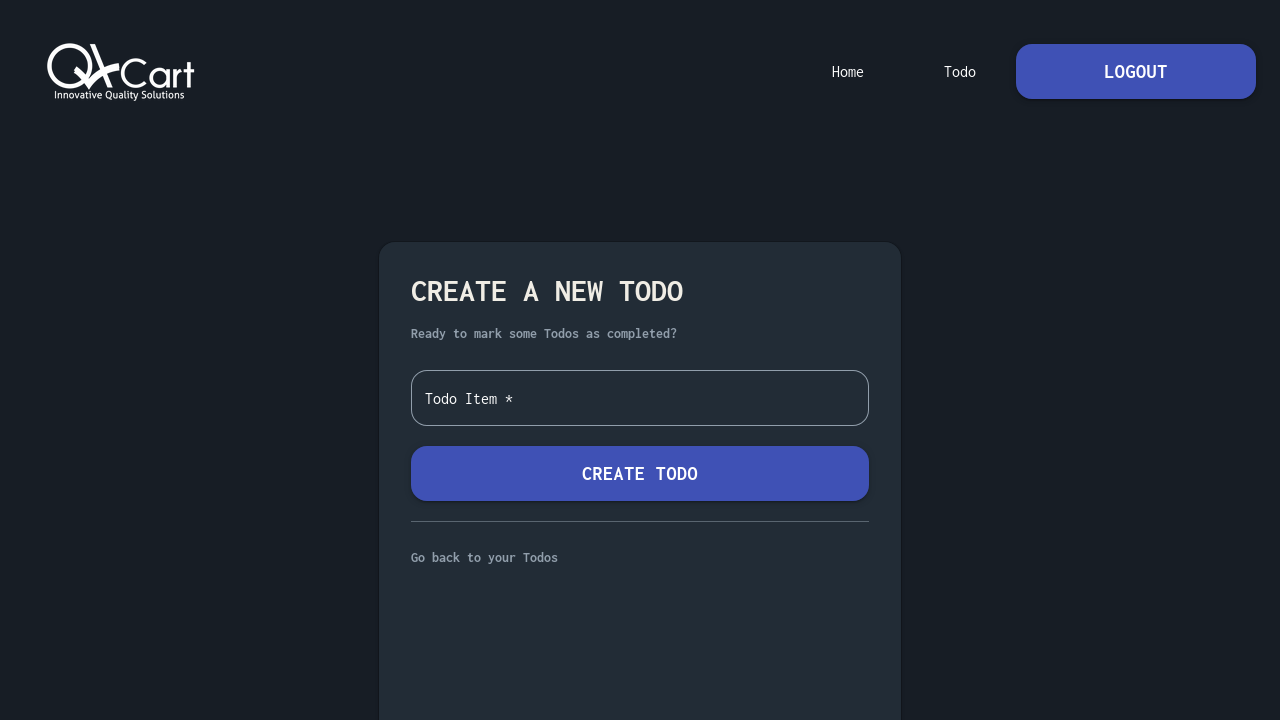 QACart
Innovative Quality Solutions
Home
Todo
LOGOUT
CREATE A NEW TODO
Ready to mark some Todos as completed?
Todo Item *
CREATE TODO
Go back to your Todos